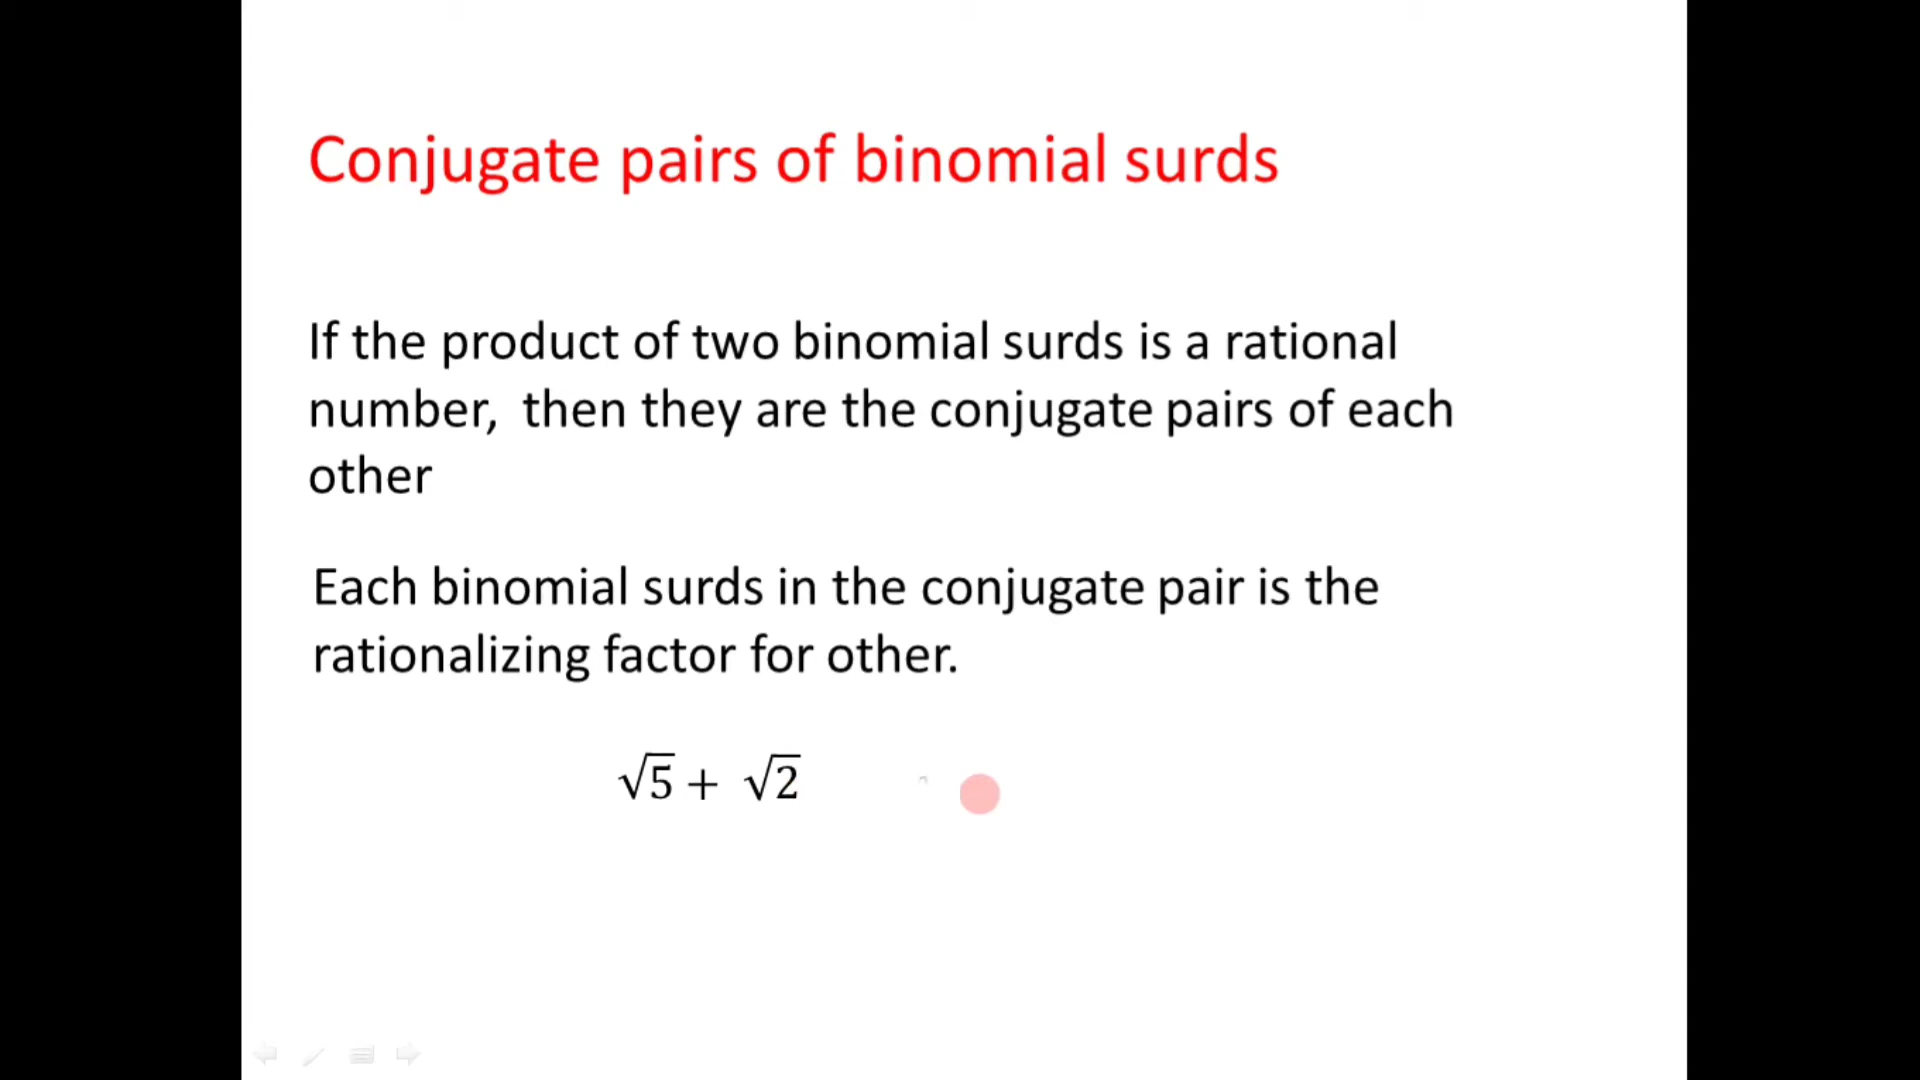 Conjugate pairs of binomial surds
If the product of two binomial surds is a rational
number, then they are the conjugate pairs of each
other
Each binomial surds in the conjugate pair is the
rationalizing factor for other.
√5 + √2